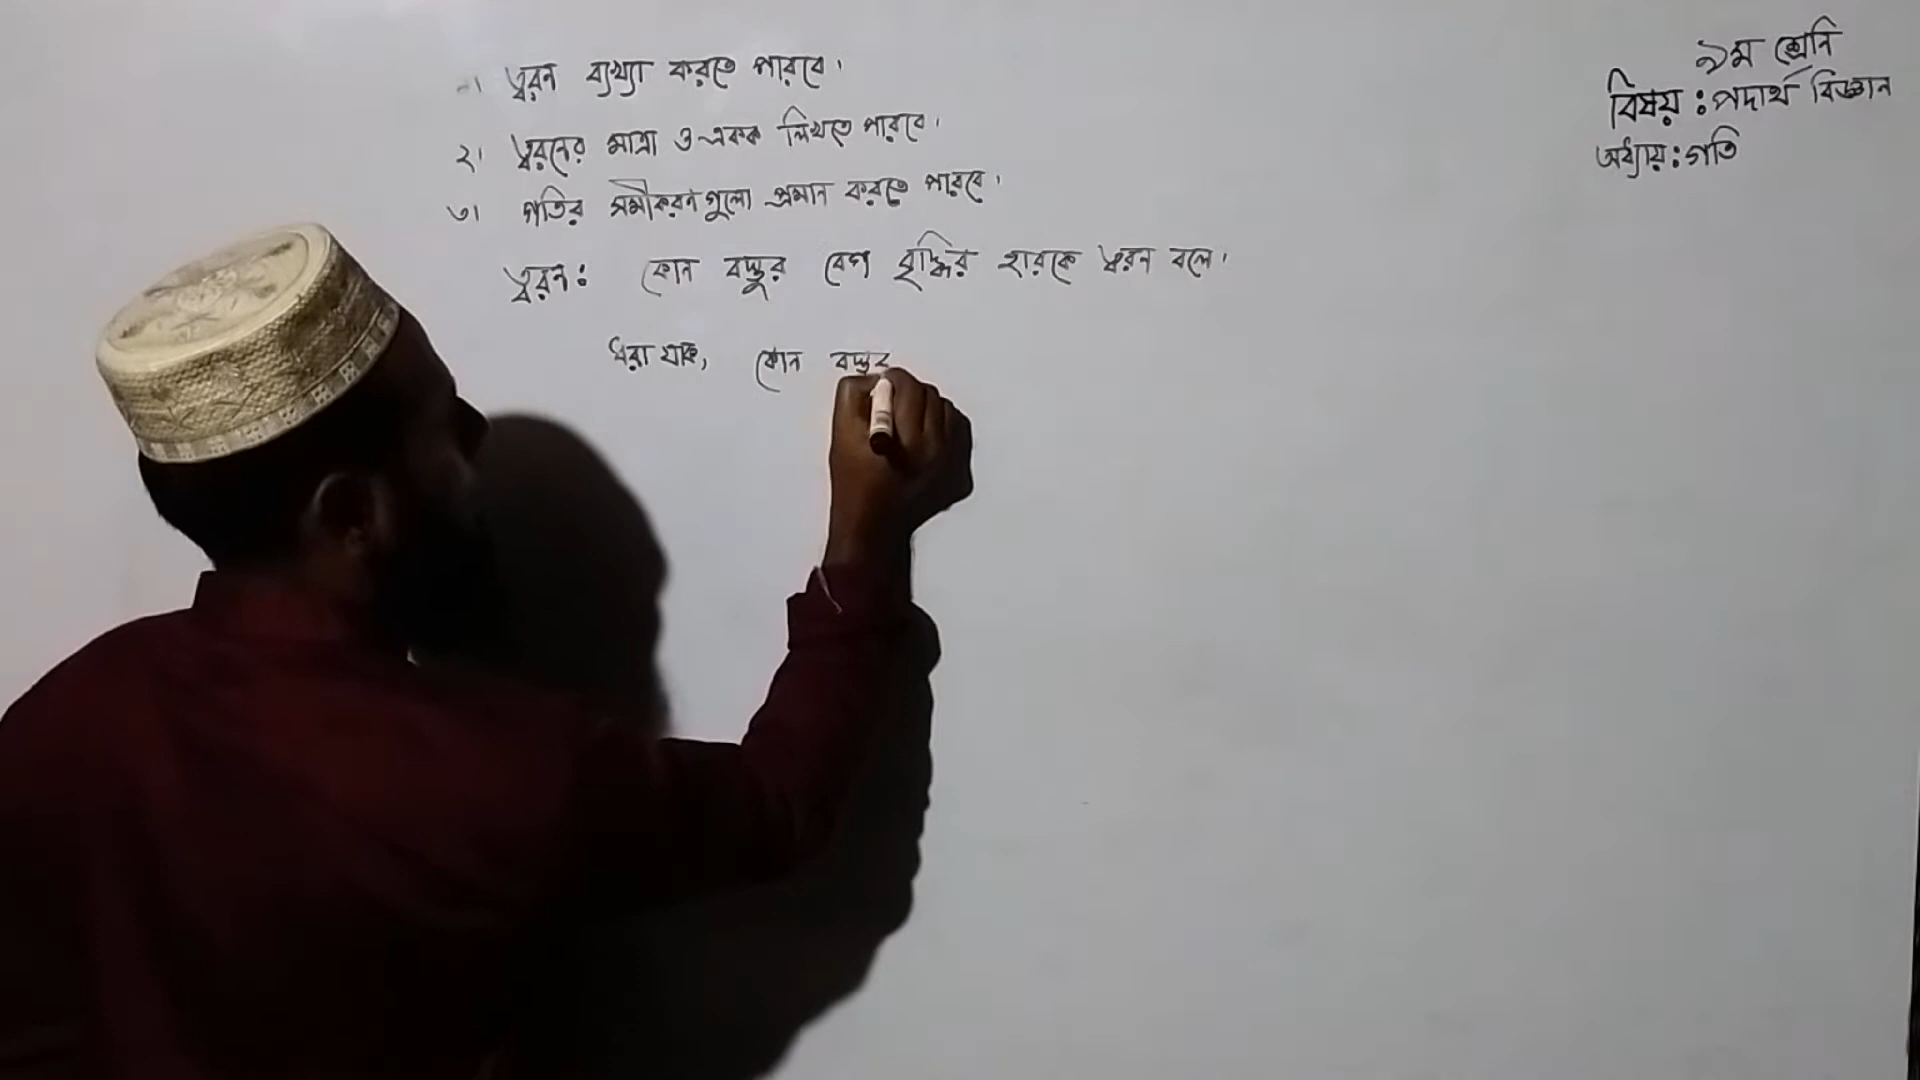 ১। ত্বরন ব্যখ্যা করতে পারবে।
২। ত্বরনের মাত্রা ও একক লিখতে পারবে।
৩। গতির সমীকরণগুলো প্রমান করতে পারবে।
ত্বরন: কোন বস্তুর বেগ বৃদ্ধির হারকে ত্বরন বলে।
ধরা যাক, কোন বস্তুর
৯ম শ্রেনি
বিষয়: পদার্থ বিজ্ঞান
অধ্যায়: গতি